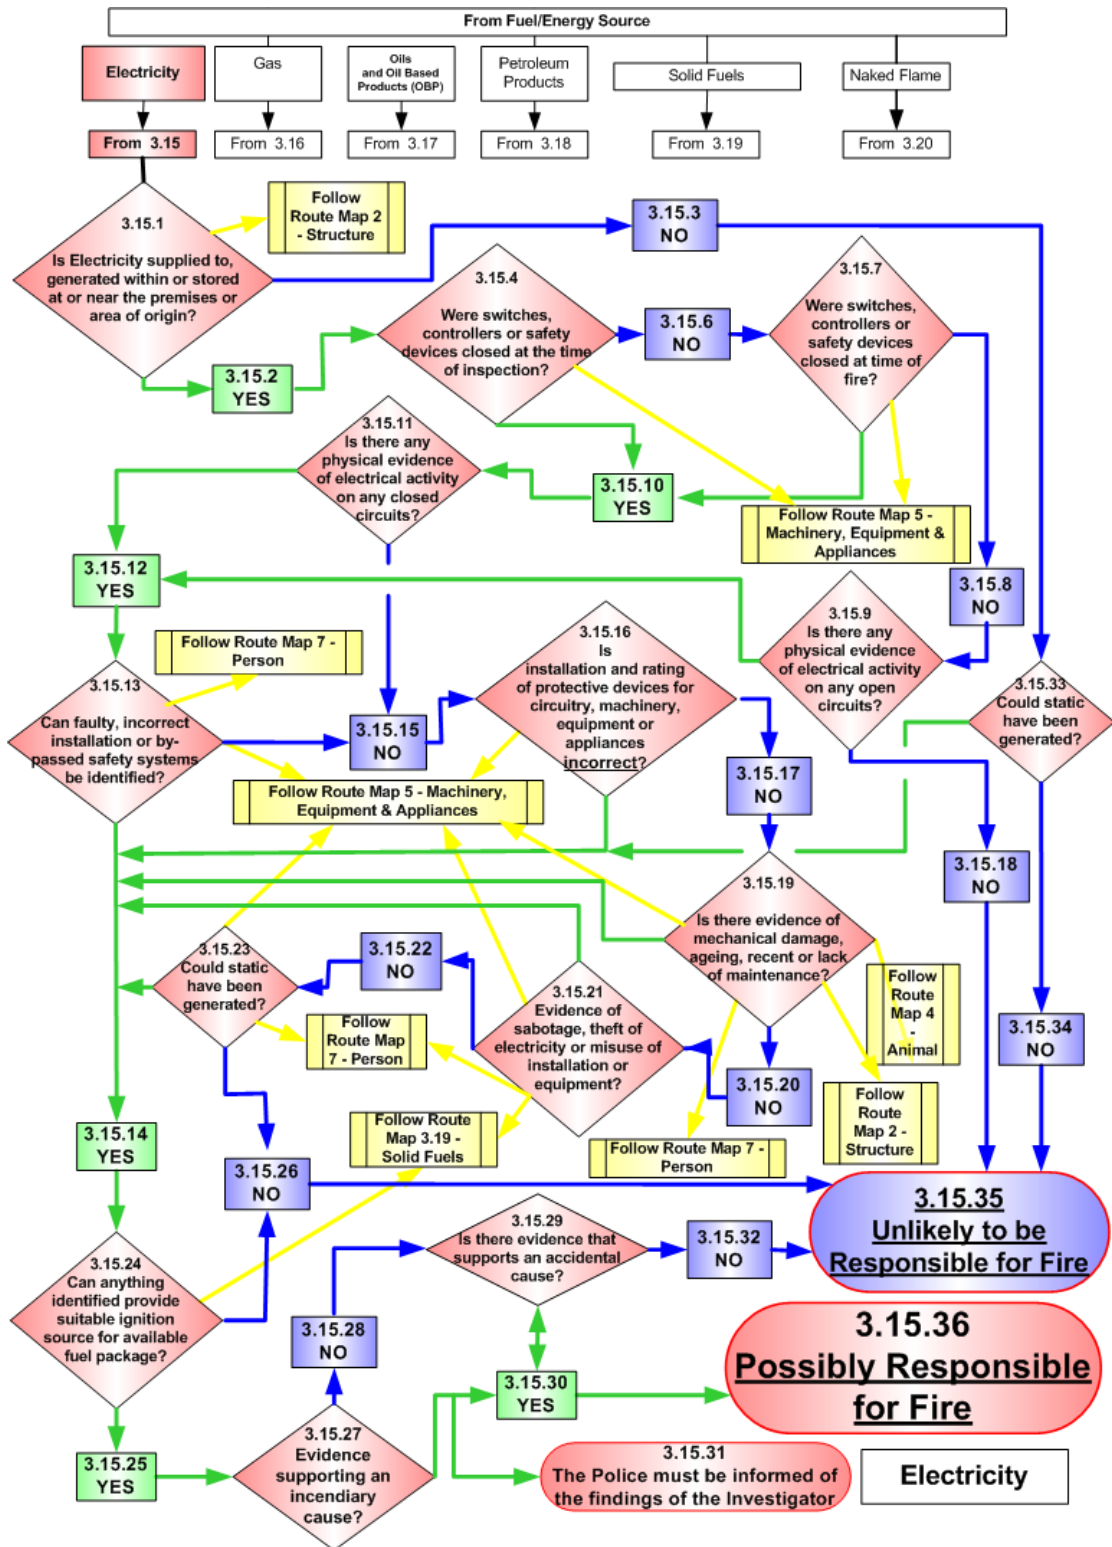 From Fuel/Energy Source
Electricity
Gas
Oils
and Oil Based
Products (OBP)
Petroleum
Products
Solid Fuels
Naked Flame
From 3.15
From 3.16
From 3.17
From 3.18
From 3.19
From 3.20
3.15.1
Is Electricity supplied to,
generated within or stored
at or near the premises or
area of origin?
Follow
Route Map 2
- Structure
3.15.3
NO
3.15.2
YES
3.15.4
Were switches,
controllers or safety
devices closed at the time
of inspection?
3.15.6
NO
3.15.7
Were switches,
controllers or
safety devices
closed at time of
fire?
3.15.11
Is there any
physical evidence
of electrical activity
on any closed
circuits?
3.15.10
YES
Follow Route Map 5 -
Machinery, Equipment &
Appliances
3.15.12
YES
3.15.8
NO
3.15.9
Is there any
physical evidence
of electrical activity
on any open
circuits?
Follow Route Map 7 -
Person
3.15.16
Is
installation and rating
of protective devices for
circuitry, machinery,
equipment or
appliances
incorrect?
3.15.13
Can faulty, incorrect
installation or by-
passed safety systems
be identified?
3.15.15
NO
3.15.33
Could static
have been
generated?
3.15.17
NO
Follow Route Map 5 - Machinery,
Equipment & Appliances
3.15.18
NO
3.15.19
Is there evidence of
mechanical damage,
ageing, recent or lack
of maintenance?
3.15.23
Could static
have been
generated?
3.15.22
NO
3.15.21
Evidence of
sabotage, theft of
electricity or misuse of
installation or
equipment?
Follow
Route
Map 4
-
Animal
3.15.34
NO
Follow
Route Map
7 - Person
3.15.20
NO
Follow
Route
Map 2 -
Structure
3.15.14
YES
Follow Route
Map 3.19 -
Solid Fuels
Follow Route Map 7 -
Person
3.15.26
NO
3.15.35
Unlikely to be
Responsible for Fire
3.15.29
Is there evidence that
supports an accidental
cause?
3.15.32
NO
3.15.24
Can anything
identified provide
suitable ignition
source for available
fuel package?
3.15.28
NO
3.15.36
Possibly Responsible
for Fire
3.15.30
YES
3.15.25
YES
3.15.27
Evidence
supporting an
incendiary
cause?
3.15.31
The Police must be informed of
the findings of the Investigator
Electricity